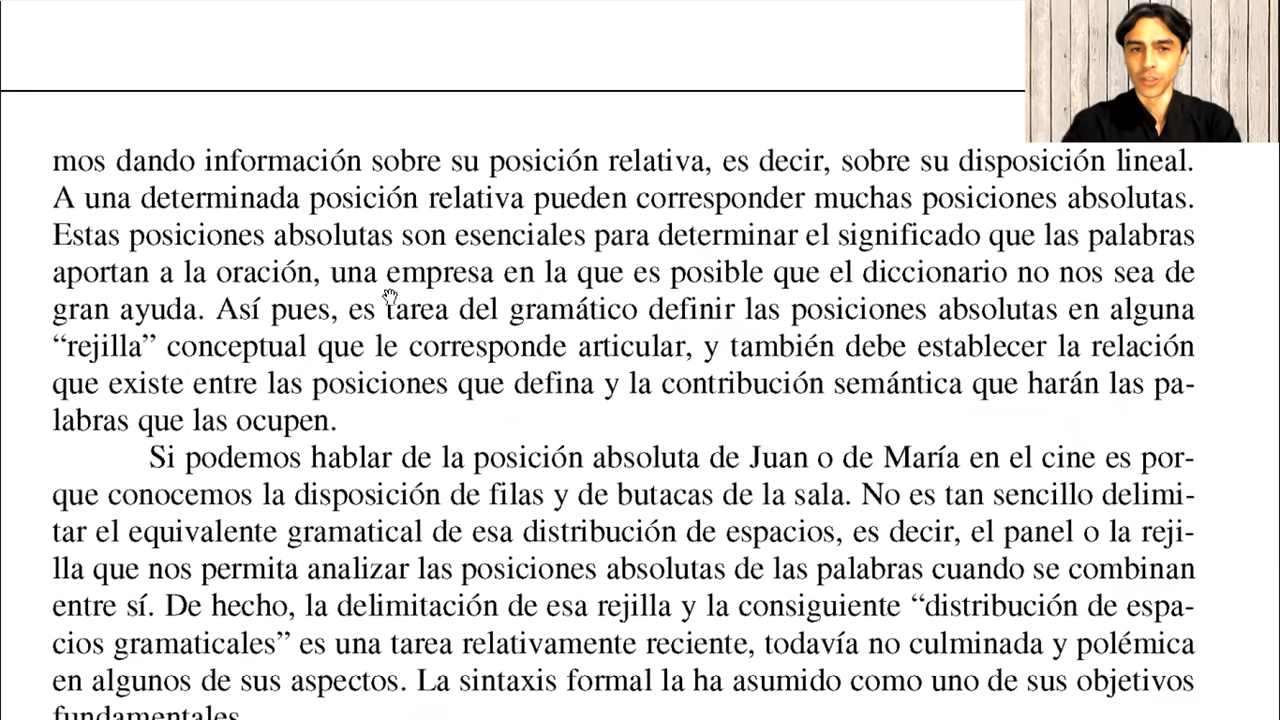 mos dando información sobre su posición relativa, es decir, sobre su disposición lineal.
A una determinada posición relativa pueden corresponder muchas posiciones absolutas.
Estas posiciones absolutas son esenciales para determinar el significado que las palabras
aportan a la oración, una empresa en la que es posible que el diccionario no nos sea de
gran ayuda. Así pues, es tarea del gramático definir las posiciones absolutas en alguna
“rejilla” conceptual que le corresponde articular, y también debe establecer la relación
que existe entre las posiciones que defina y la contribución semántica que harán las pa-
labras que las ocupen.
Si podemos hablar de la posición absoluta de Juan o de María en el cine es por-
que conocemos la disposición de filas y de butacas de la sala. No es tan sencillo delimi-
tar el equivalente gramatical de esa distribución de espacios, es decir, el panel o la reji-
lla que nos permita analizar las posiciones absolutas de las palabras cuando se combinan
entre sí. De hecho, la delimitación de esa rejilla y la consiguiente “distribución de espa-
cios gramaticales” es una tarea relativamente reciente, todavía no culminada y polémica
en algunos de sus aspectos. La sintaxis formal la ha asumido como uno de sus objetivos
fundamentales.